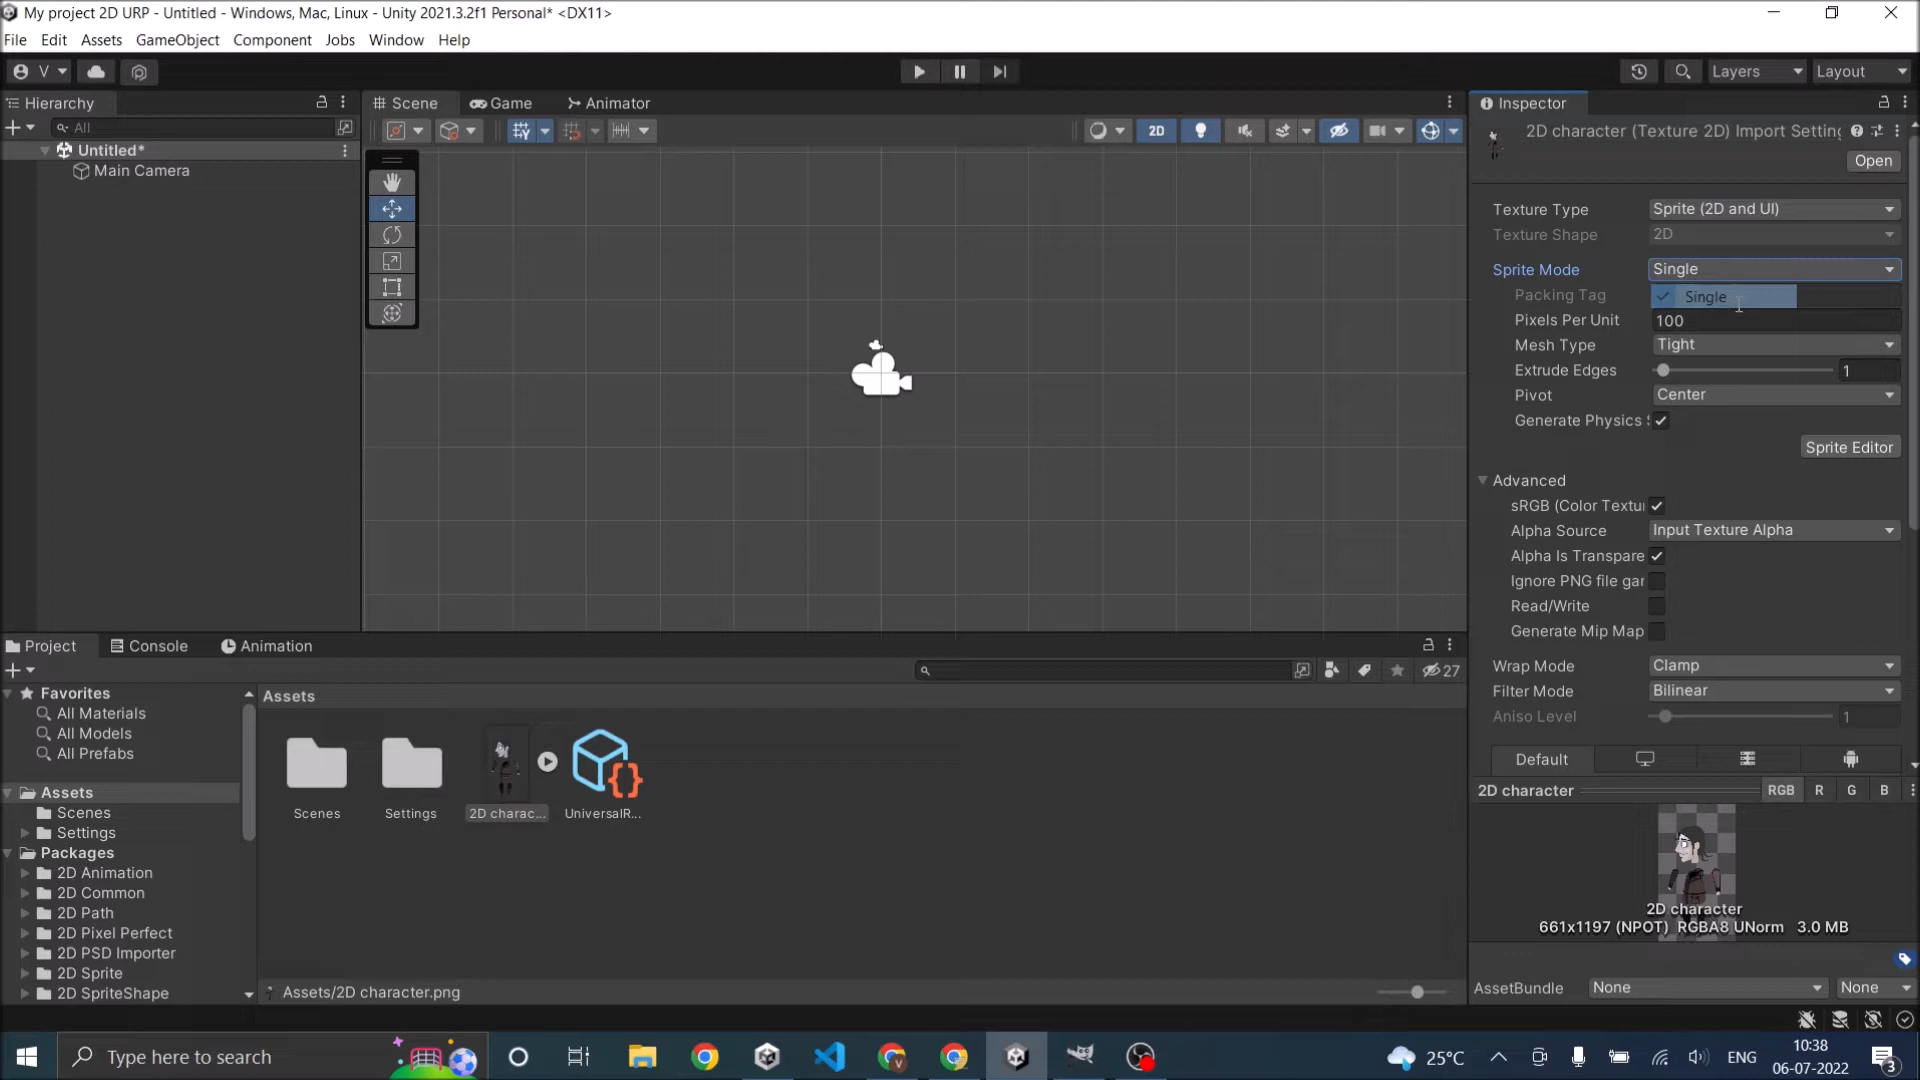 My project 2D URP - Untitled - Windows, Mac, Linux - Unity 2021.3.2f1 Personal* <DX11>
File Edit Assets GameObject Component Jobs Window Help
V
Layers
Layout
Hierarchy
All
Untitled*
Main Camera
Scene
Game
Animator
2D
Inspector
2D character (Texture 2D) Import Setting
Open
Texture Type Sprite (2D and UI)
Texture Shape 2D
Sprite Mode Single
Packing Tag
Single
Pixels Per Unit 100
Mesh Type Tight
Extrude Edges 1
Pivot Center
Generate Physics S
Sprite Editor
Advanced
sRGB (Color Textu
Alpha Source Input Texture Alpha
Alpha Is Transpare
Ignore PNG file gar
Read/Write
Generate Mip Map
Wrap Mode Clamp
Filter Mode Bilinear
Aniso Level 1
Default
2D character RGB R G B
2D character
661x1197 (NPOT) RGBA8 UNorm 3.0 MB
AssetBundle None None
Project
Console
Animation
27
Favorites
All Materials
All Models
All Prefabs
Assets
Scenes
Settings
Packages
2D Animation
2D Common
2D Path
2D Pixel Perfect
2D PSD Importer
2D Sprite
2D SpriteShape
Assets
Scenes
Settings
2D charac...
UniversalR...
Assets/2D character.png
Type here to search
25°C
ENG
10:38
06-07-2022
3